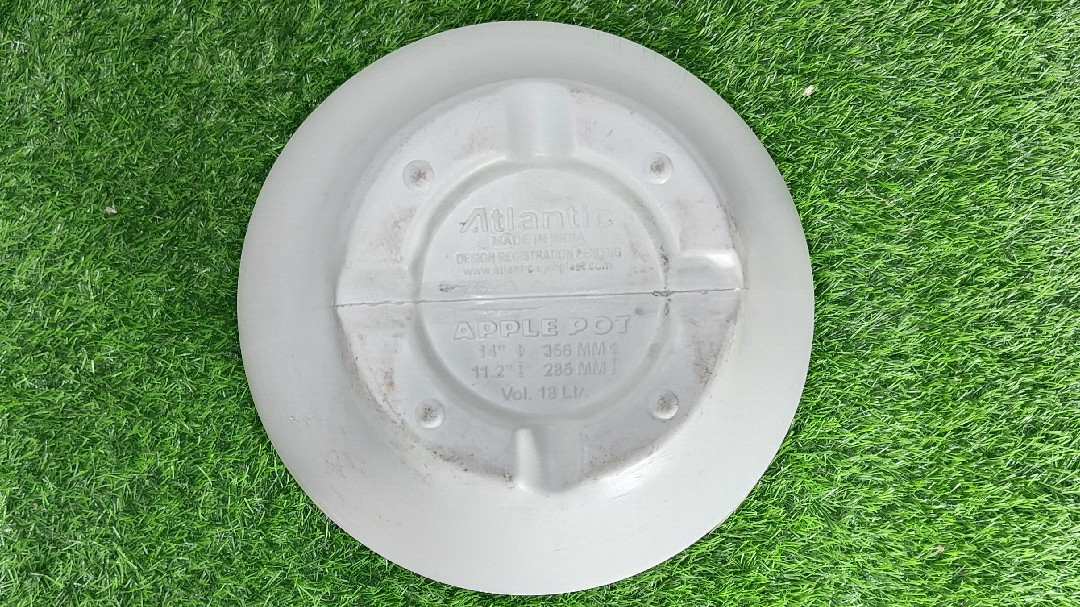 Atlantic
MADE IN INDIA
DESIGN REGISTRATION PENDING
APPLE POT
14" 356 MM
11.2" 285 MM
Vol. 18 Ltr.